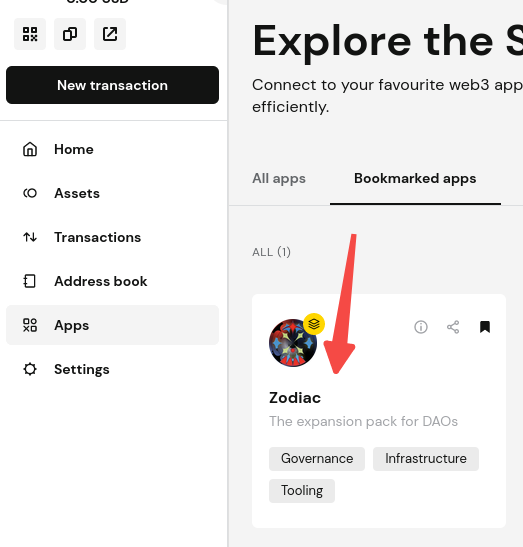 New transaction
Home
Assets
Transactions
Address book
Apps
Settings
Explore the S
Connect to your favourite web3 app
efficiently.
All apps
Bookmarked apps
ALL (1)
Zodiac
The expansion pack for DAOs
Governance
Infrastructure
Tooling